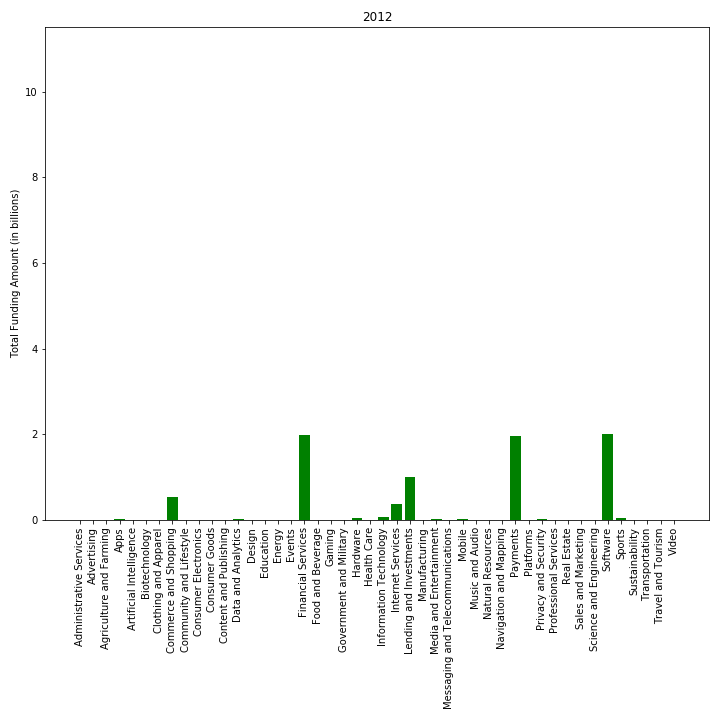 2012
Total Funding Amount (in billions)
10
8
6
4
2
0
Administrative Services
Advertising
Agriculture and Farming
Apps
Artificial Intelligence
Biotechnology
Clothing and Apparel
Commerce and Shopping
Community and Lifestyle
Consumer Electronics
Consumer Goods
Content and Publishing
Data and Analytics
Design
Education
Energy
Events
Financial Services
Food and Beverage
Gaming
Government and Military
Hardware
Health Care
Information Technology
Internet Services
Lending and Investments
Manufacturing
Media and Entertainment
Messaging and Telecommunications
Mobile
Music and Audio
Natural Resources
Navigation and Mapping
Payments
Platforms
Privacy and Security
Professional Services
Real Estate
Sales and Marketing
Science and Engineering
Software
Sports
Sustainability
Transportation
Travel and Tourism
Video